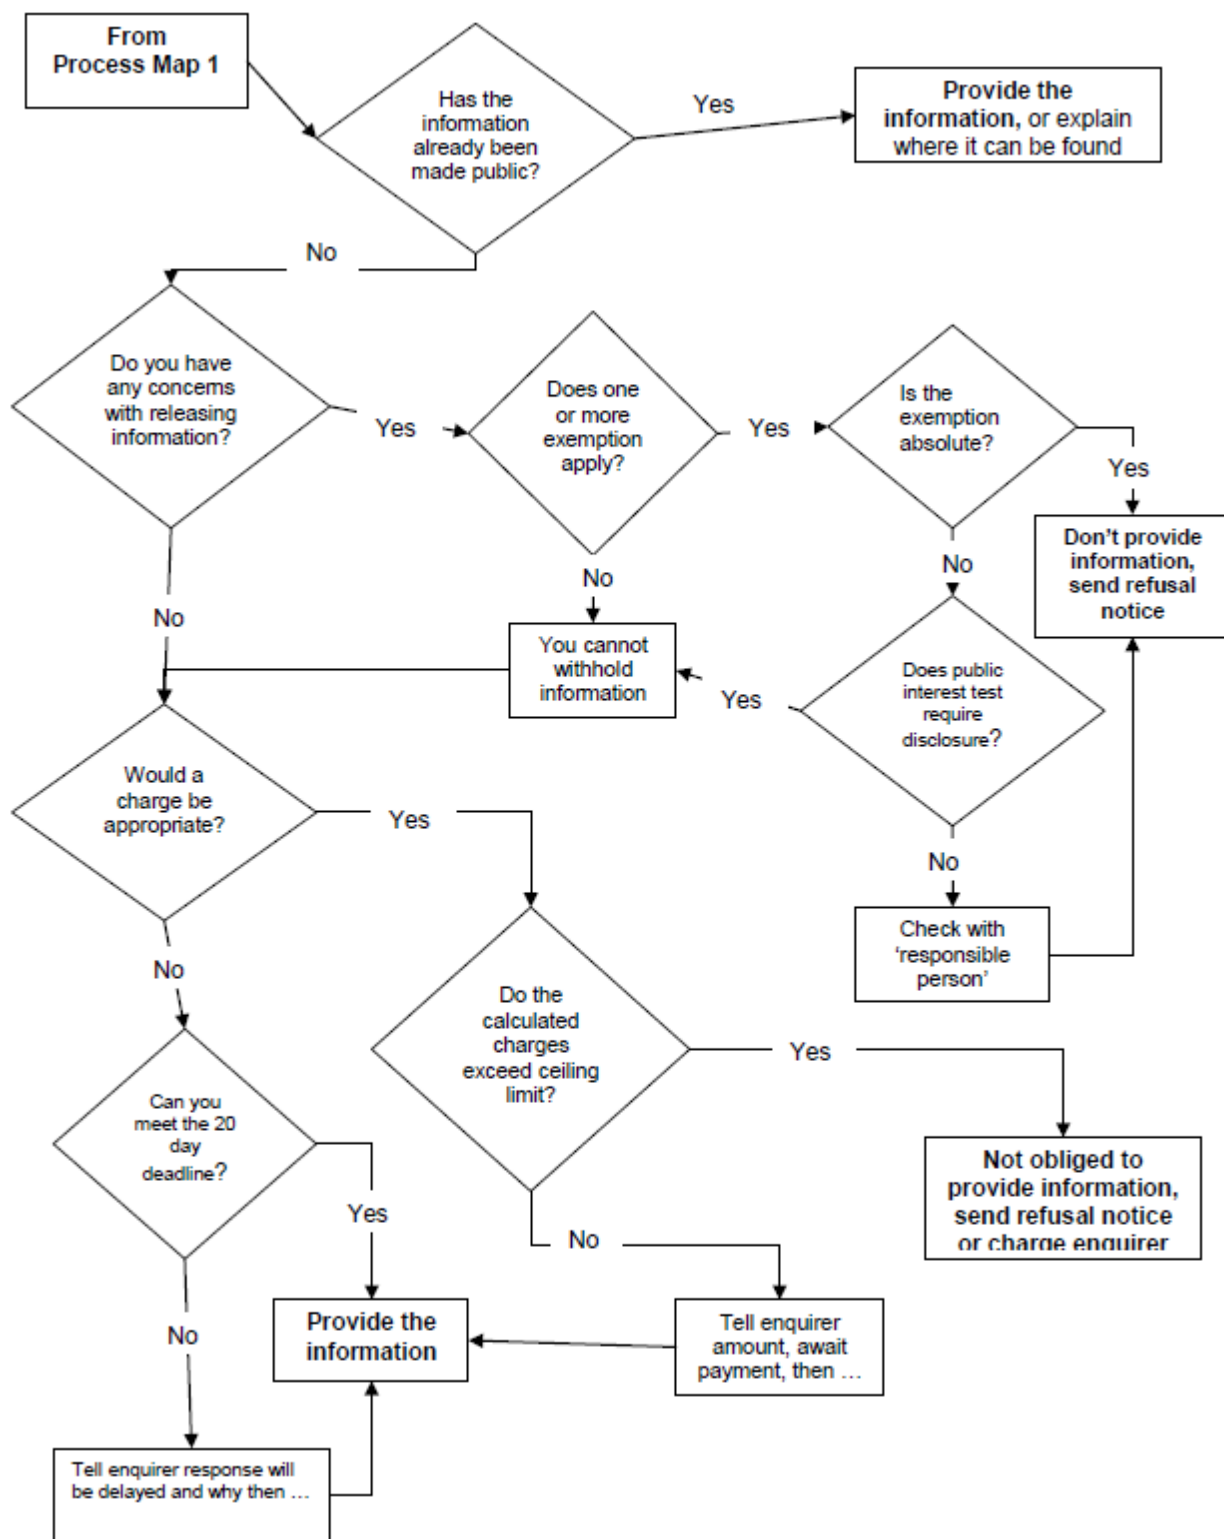 From
Process Map 1
Has the
information
already been
made public?
Yes
Provide the
information, or explain
where it can be found
No
Do you have
any concerns
with releasing
information?
Yes
Does one
or more
exemption
apply?
Yes
Is the
exemption
absolute?
Yes
Don't provide
information,
send refusal
notice
No
No
No
You cannot
withhold
information
Yes
Does public
interest test
require
disclosure?
Would a
charge be
appropriate?
Yes
No
Check with
‘responsible
person’
No
Do the
calculated
charges
exceed ceiling
limit?
Yes
Can you
meet the 20
day
deadline?
Yes
Not obliged to
provide information,
send refusal notice
or charge enquirer
No
No
Provide the
information
Tell enquirer
amount, await
payment, then …
Tell enquirer response will
be delayed and why then …